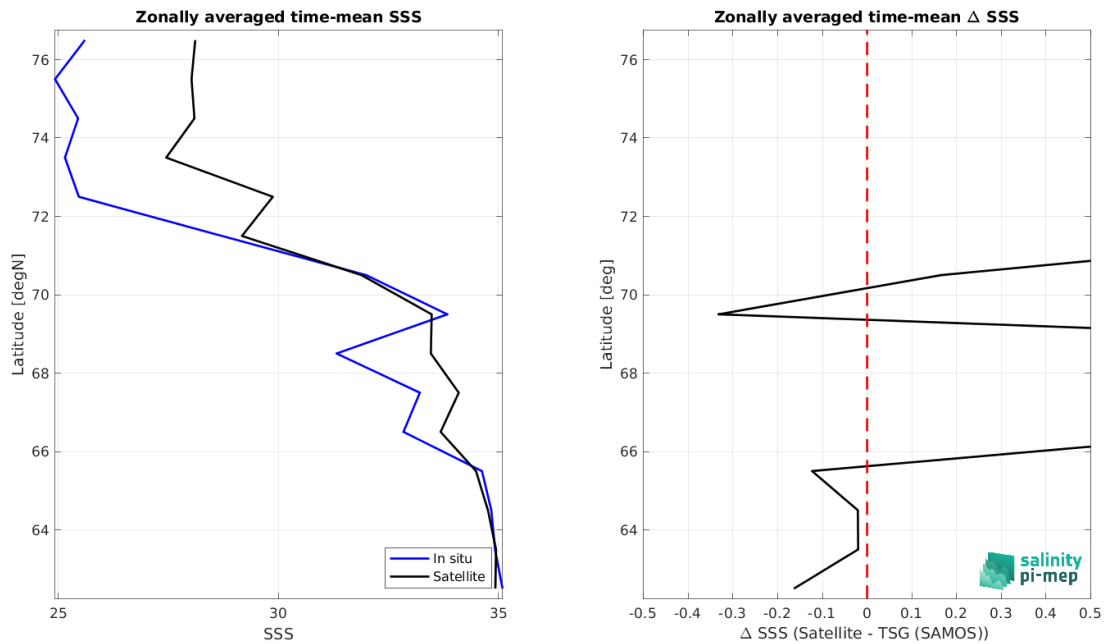 Zonally averaged time-mean SSS
76
74
72
70
68
66
64
Latitude [degN]
25
30
35
SSS
In situ
Satellite
Zonally averaged time-mean Δ SSS
76
74
72
70
68
66
64
Latitude [deg]
-0.5
-0.4
-0.3
-0.2
-0.1
0
0.1
0.2
0.3
0.4
0.5
Δ SSS (Satellite - TSG (SAMOS))
salinity
pi-mep